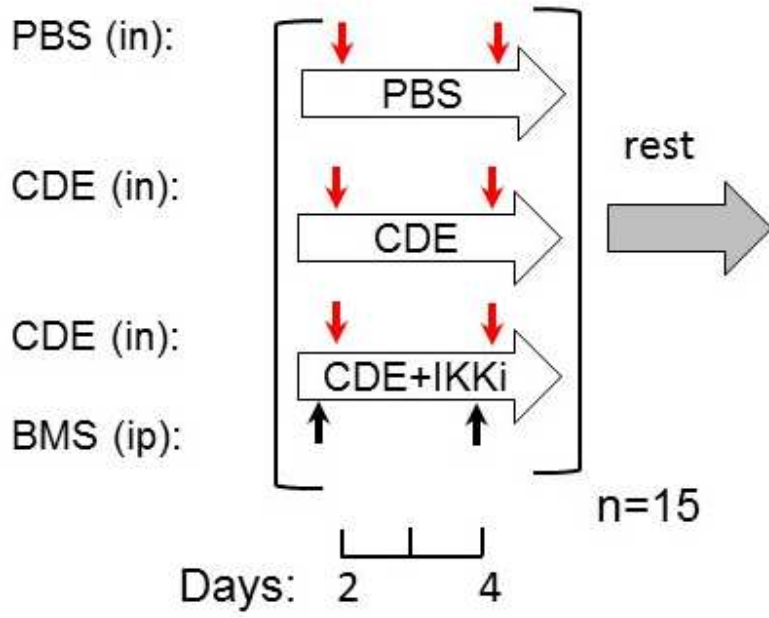 PBS (in):
PBS
rest
CDE (in):
CDE
CDE (in):
CDE+IKKi
BMS (ip):
n=15
Days: 2 4